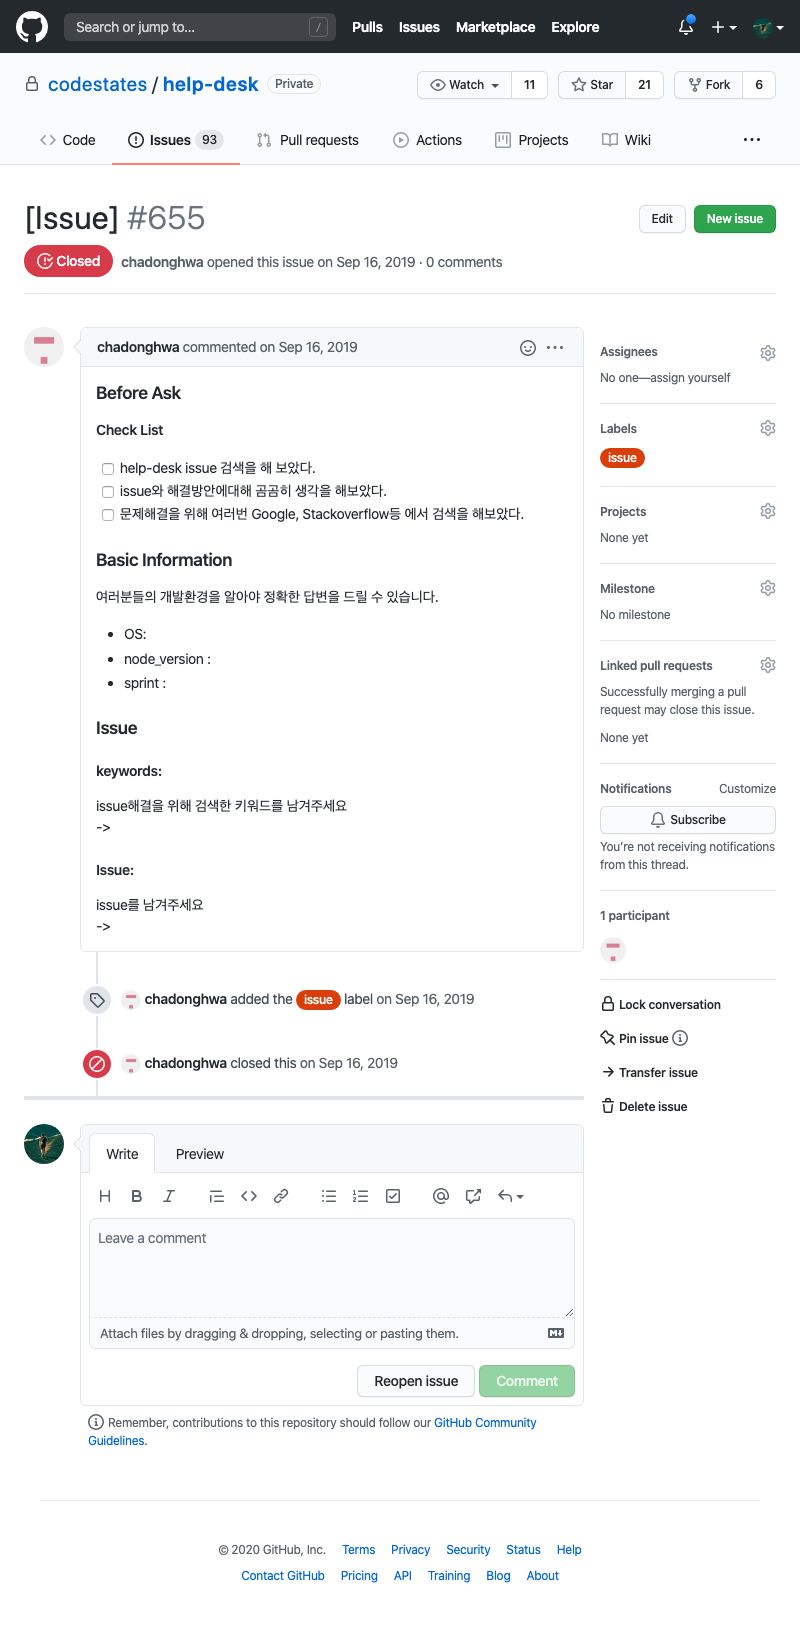 Search or jump to...
/
Pulls
Issues
Marketplace
Explore
codestates / help-desk
Private
Watch
11
Star
21
Fork
6
Code
Issues 93
Pull requests
Actions
Projects
Wiki
[Issue] #655
Edit
New issue
Closed
chadonghwa opened this issue on Sep 16, 2019 · 0 comments
chadonghwa commented on Sep 16, 2019
Before Ask
Check List
help-desk issue 검색을 해 보았다.
issue와 해결방안에대해 곰곰히 생각을 해보았다.
문제해결을 위해 여러번 Google, Stackoverflow등 에서 검색을 해보았다.
Basic Information
여러분들의 개발환경을 알아야 정확한 답변을 드릴 수 있습니다.
OS:
node_version :
sprint :
Issue
keywords:
issue해결을 위해 검색한 키워드를 남겨주세요
->
Issue:
issue를 남겨주세요
->
chadonghwa added the issue label on Sep 16, 2019
chadonghwa closed this on Sep 16, 2019
Assignees
No one—assign yourself
Labels
issue
Projects
None yet
Milestone
No milestone
Linked pull requests
Successfully merging a pull
request may close this issue.
None yet
Notifications
Customize
Subscribe
You're not receiving notifications
from this thread.
1 participant
Lock conversation
Pin issue
Transfer issue
Delete issue
Write
Preview
Leave a comment
Attach files by dragging & dropping, selecting or pasting them.
Reopen issue
Comment
Remember, contributions to this repository should follow our GitHub Community
Guidelines.
© 2020 GitHub, Inc.
Terms
Privacy
Security
Status
Help
Contact GitHub
Pricing
API
Training
Blog
About